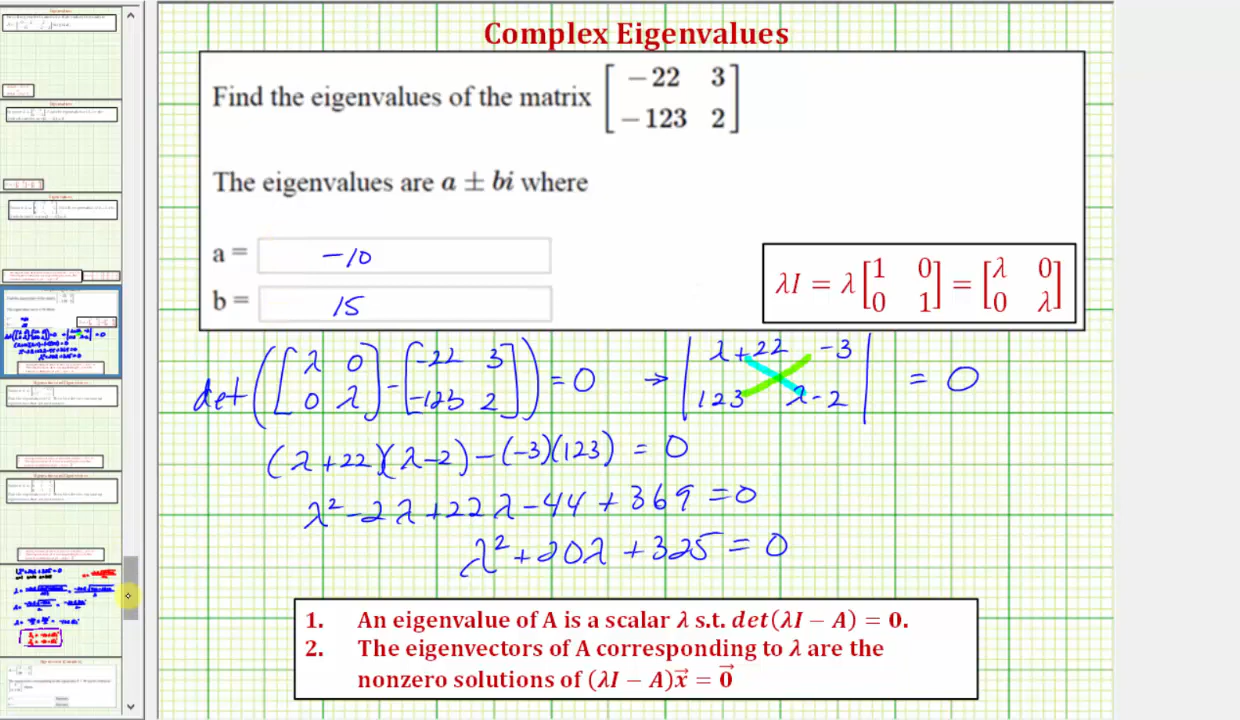 Complex Eigenvalues
Find the eigenvalues of the matrix [ −22 3
−123 2 ]
The eigenvalues are a ± bi where
a = −10
b = 15
λI = λ [ 1 0
0 1 ] = [ λ 0
0 λ ]
det ( [ λ 0
0 λ ] − [ −22 3
−123 2 ] ) = 0 → | λ+22 −3
123 λ−2 | = 0
(λ+22)(λ−2) − (−3)(123) = 0
λ² − 2λ + 22λ − 44 + 369 = 0
λ² + 20λ + 325 = 0
1. An eigenvalue of A is a scalar λ s.t. det(λI − A) = 0.
2. The eigenvectors of A corresponding to λ are the
nonzero solutions of (λI − A)x⃗ = 0⃗